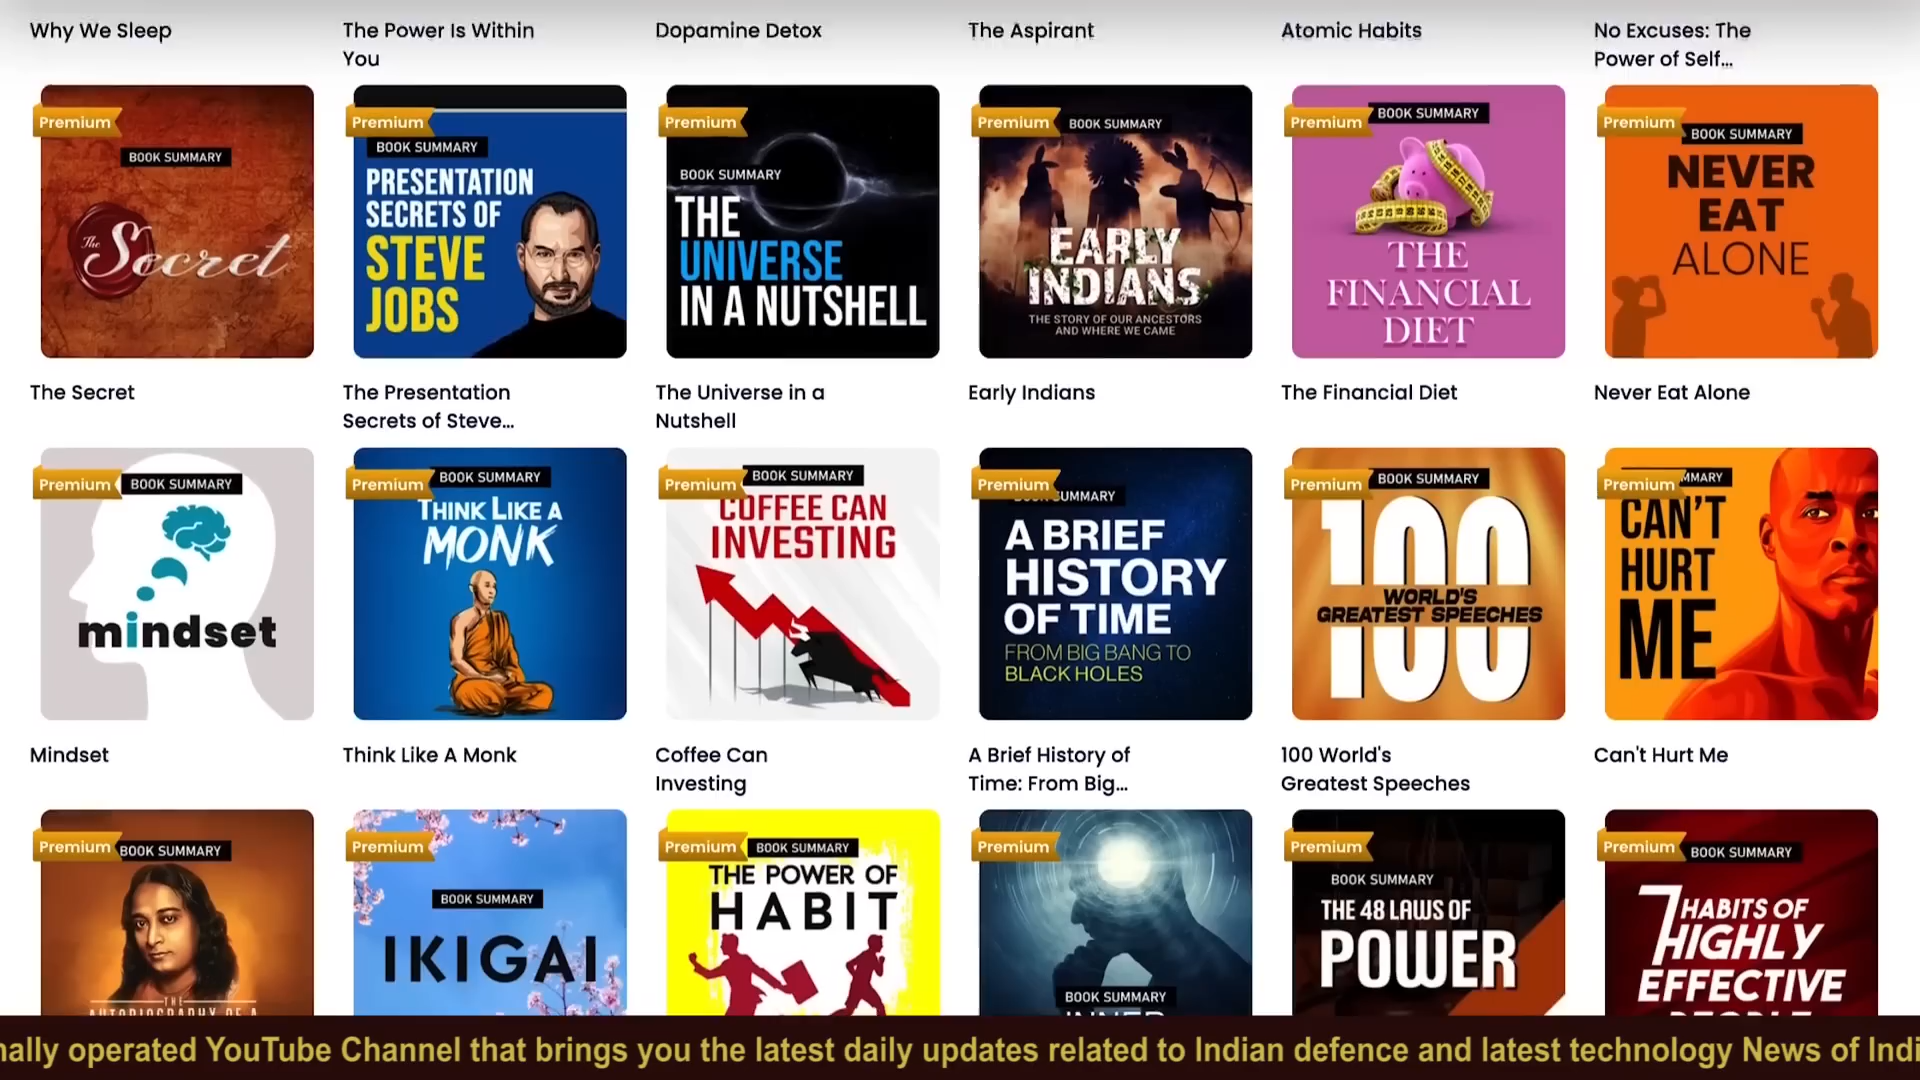 Why We Sleep
The Power Is Within
You
Dopamine Detox
The Aspirant
Atomic Habits
No Excuses: The
Power of Self...
Premium
BOOK SUMMARY
The
Secret
Premium
BOOK SUMMARY
PRESENTATION
SECRETS OF
STEVE
JOBS
Premium
BOOK SUMMARY
THE
UNIVERSE
IN A NUTSHELL
Premium
BOOK SUMMARY
EARLY
INDIANS
THE STORY OF OUR ANCESTORS
AND WHERE WE CAME
Premium
BOOK SUMMARY
THE
FINANCIAL
DIET
Premium
BOOK SUMMARY
NEVER
EAT
ALONE
The Secret
The Presentation
Secrets of Steve...
The Universe in a
Nutshell
Early Indians
The Financial Diet
Never Eat Alone
Premium
BOOK SUMMARY
mindset
Premium
BOOK SUMMARY
THINK LIKE A
MONK
Premium
BOOK SUMMARY
COFFEE CAN
INVESTING
Premium
SUMMARY
A BRIEF
HISTORY
OF TIME
FROM BIG BANG TO
BLACK HOLES
Premium
BOOK SUMMARY
100
WORLD'S
GREATEST SPEECHES
Premium
CAN'T
HURT
ME
Mindset
Think Like A Monk
Coffee Can
Investing
A Brief History of
Time: From Big...
100 World's
Greatest Speeches
Can't Hurt Me
Premium
BOOK SUMMARY
THE
AUTOBIOGRAPHY OF A
Premium
BOOK SUMMARY
IKIGAI
Premium
BOOK SUMMARY
THE POWER OF
HABIT
Premium
BOOK SUMMARY
INNER
Premium
BOOK SUMMARY
THE 48 LAWS OF
POWER
Premium
BOOK SUMMARY
7 HABITS OF
HIGHLY
EFFECTIVE
PEOPLE
nally operated YouTube Channel that brings you the latest daily updates related to Indian defence and latest technology News of Indi